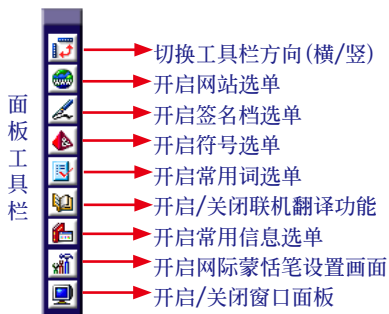 面板工具栏
切换工具栏方向(横/竖)
开启网站选单
开启签名档选单
开启符号选单
开启常用词选单
开启/关闭联机翻译功能
开启常用信息选单
开启网际蒙恬笔设置画面
开启/关闭窗口面板